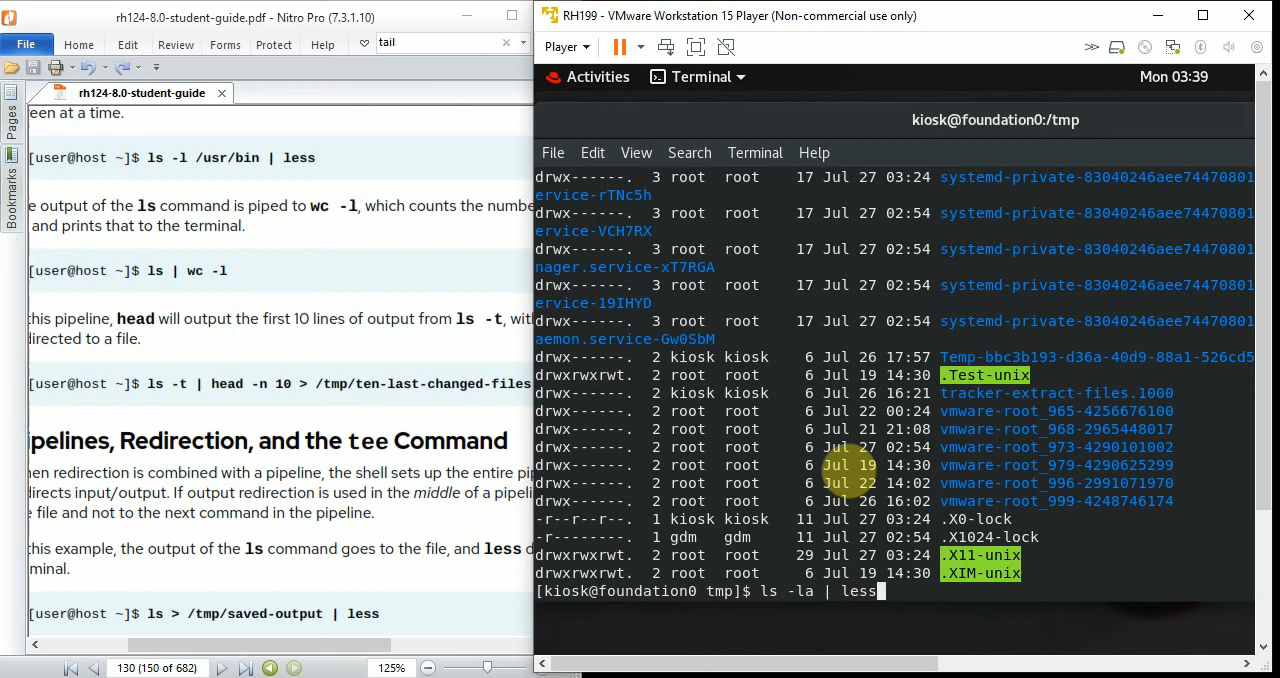 rh124-8.0-student-guide.pdf - Nitro Pro (7.3.1.10)
File Home Edit Review Forms Protect Help tail
rh124-8.0-student-guide
Pages
Bookmarks
een at a time.
[user@host ~]$ ls -l /usr/bin | less
e output of the ls command is piped to wc -l, which counts the numbe
and prints that to the terminal.
[user@host ~]$ ls | wc -l
this pipeline, head will output the first 10 lines of output from ls -t, wit
directed to a file.
[user@host ~]$ ls -t | head -n 10 > /tmp/ten-last-changed-files
ipelines, Redirection, and the tee Command
hen redirection is combined with a pipeline, the shell sets up the entire pip
directs input/output. If output redirection is used in the middle of a pipeli
e file and not to the next command in the pipeline.
this example, the output of the ls command goes to the file, and less d
minal.
[user@host ~]$ ls > /tmp/saved-output | less
130 (150 of 682) 125%
RH199 - VMware Workstation 15 Player (Non-commercial use only)
Player
Activities Terminal Mon 03:39
kiosk@foundation0:/tmp
File Edit View Search Terminal Help
drwx------. 3 root root 17 Jul 27 03:24 systemd-private-83040246aee74470801
ervice-rTNc5h
drwx------. 3 root root 17 Jul 27 02:54 systemd-private-83040246aee74470801
ervice-VCH7RX
drwx------. 3 root root 17 Jul 27 02:54 systemd-private-83040246aee74470801
nager.service-xT7RGA
drwx------. 3 root root 17 Jul 27 02:54 systemd-private-83040246aee74470801
ervice-19IHYD
drwx------. 3 root root 17 Jul 27 02:54 systemd-private-83040246aee74470801
aemon.service-Gw0SbM
drwx------. 2 kiosk kiosk 6 Jul 26 17:57 Temp-bbc3b193-d36a-40d9-88a1-526cd5
drwxrwxrwt. 2 root root 6 Jul 19 14:30 .Test-unix
drwx------. 2 kiosk kiosk 6 Jul 26 16:21 tracker-extract-files.1000
drwx------. 2 root root 6 Jul 22 00:24 vmware-root_965-4256676100
drwx------. 2 root root 6 Jul 21 21:08 vmware-root_968-2965448017
drwx------. 2 root root 6 Jul 27 02:54 vmware-root_973-4290101002
drwx------. 2 root root 6 Jul 19 14:30 vmware-root_979-4290625299
drwx------. 2 root root 6 Jul 22 14:02 vmware-root_996-2991071970
drwx------. 2 root root 6 Jul 26 16:02 vmware-root_999-4248746174
-r--r--r--. 1 kiosk kiosk 11 Jul 27 03:24 .X0-lock
-r--------. 1 gdm gdm 11 Jul 27 02:54 .X1024-lock
drwxrwxrwt. 2 root root 29 Jul 27 03:24 .X11-unix
drwxrwxrwt. 2 root root 6 Jul 19 14:30 .XIM-unix
[kiosk@foundation0 tmp]$ ls -la | less